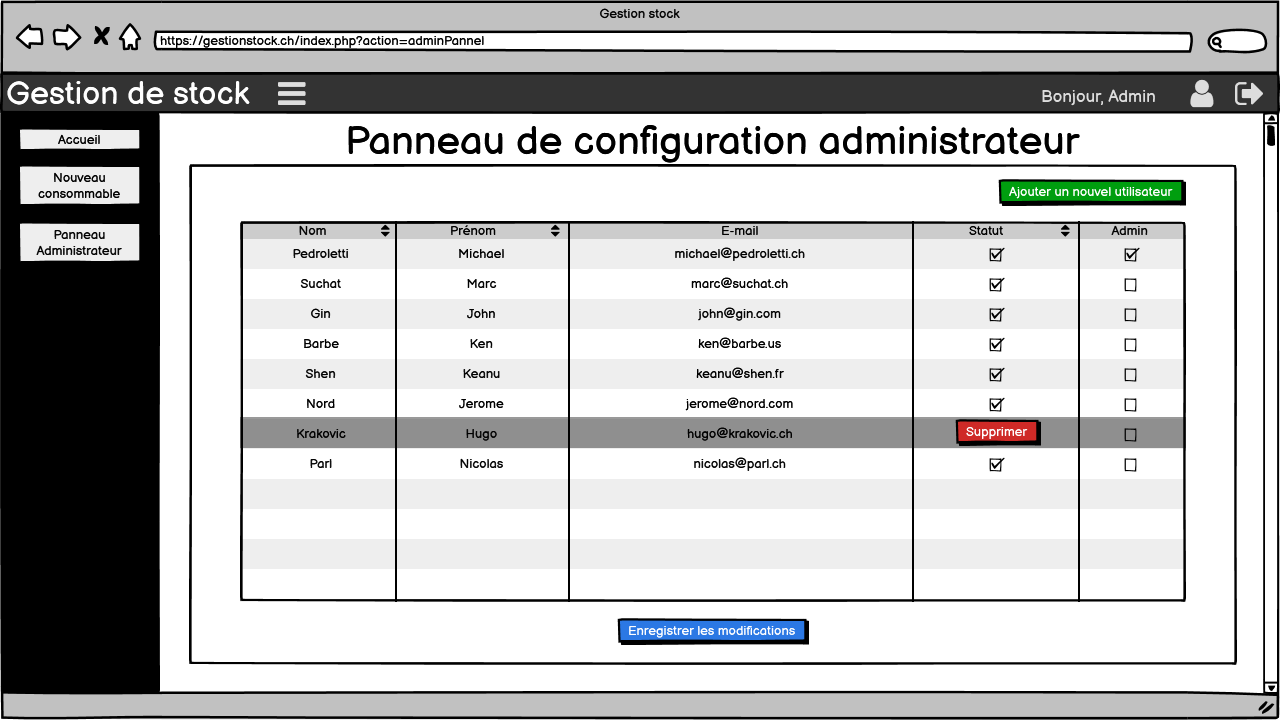 Gestion stock
https://gestionstock.ch/index.php?action=adminPannel
Gestion de stock
Bonjour, Admin
Accueil
Nouveau
consommable
Panneau
Administrateur
Panneau de configuration administrateur
Ajouter un nouvel utilisateur
Nom Prénom E-mail Statut Admin
Pedroletti Michael michael@pedroletti.ch
Suchat Marc marc@suchat.ch
Gin John john@gin.com
Barbe Ken ken@barbe.us
Shen Keanu keanu@shen.fr
Nord Jerome jerome@nord.com
Krakovic Hugo hugo@krakovic.ch Supprimer
Parl Nicolas nicolas@parl.ch
Enregistrer les modifications